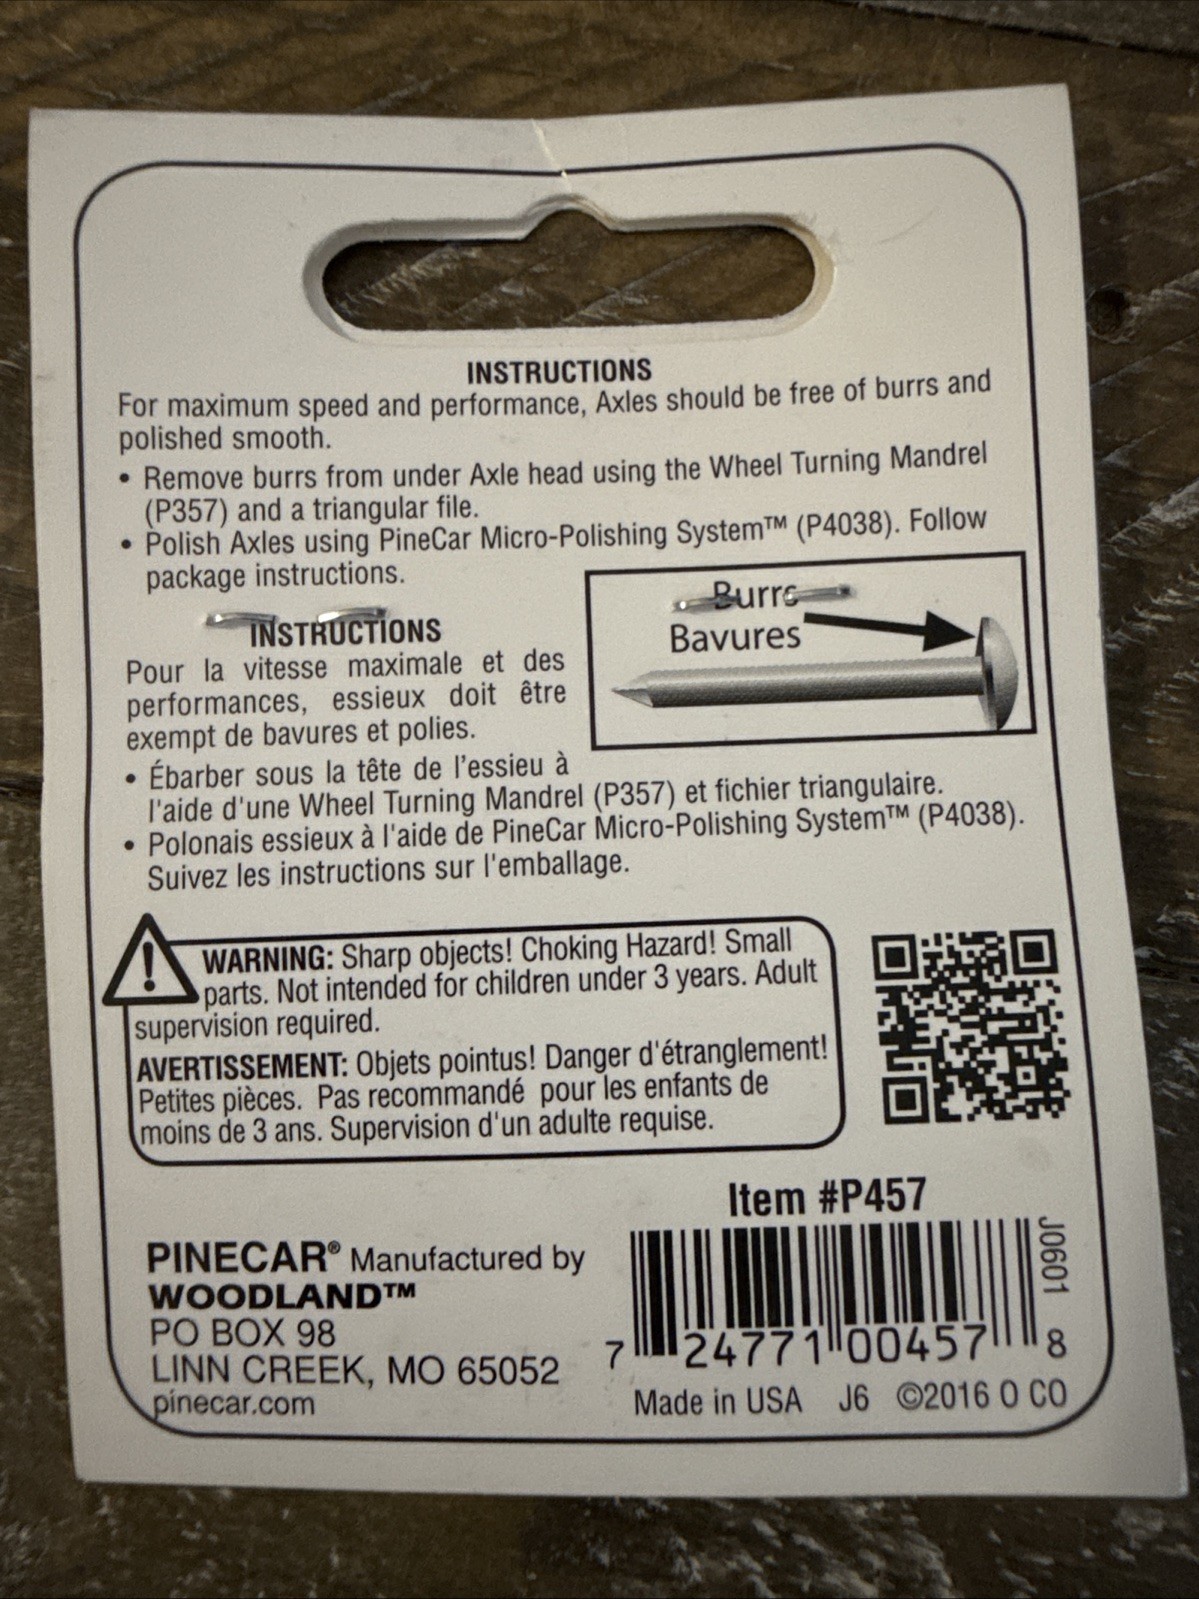 INSTRUCTIONS
For maximum speed and performance, Axles should be free of burrs and
polished smooth.
• Remove burrs from under Axle head using the Wheel Turning Mandrel
(P357) and a triangular file.
• Polish Axles using PineCar Micro-Polishing System™ (P4038). Follow
package instructions.
Burrs
Bavures
INSTRUCTIONS
Pour la vitesse maximale et des
performances, essieux doit être
exempt de bavures et polies.
• Ébarber sous la tête de l'essieu à
l'aide d'une Wheel Turning Mandrel (P357) et fichier triangulaire.
• Polonais essieux à l'aide de PineCar Micro-Polishing System™ (P4038).
Suivez les instructions sur l'emballage.
WARNING: Sharp objects! Choking Hazard! Small
parts. Not intended for children under 3 years. Adult
supervision required.
AVERTISSEMENT: Objets pointus! Danger d'étranglement!
Petites pièces. Pas recommandé pour les enfants de
moins de 3 ans. Supervision d'un adulte requise.
Item #P457
J0601
7 24771 00457 8
Made in USA J6 ©2016 O CO
PINECAR® Manufactured by
WOODLAND™
PO BOX 98
LINN CREEK, MO 65052
pinecar.com